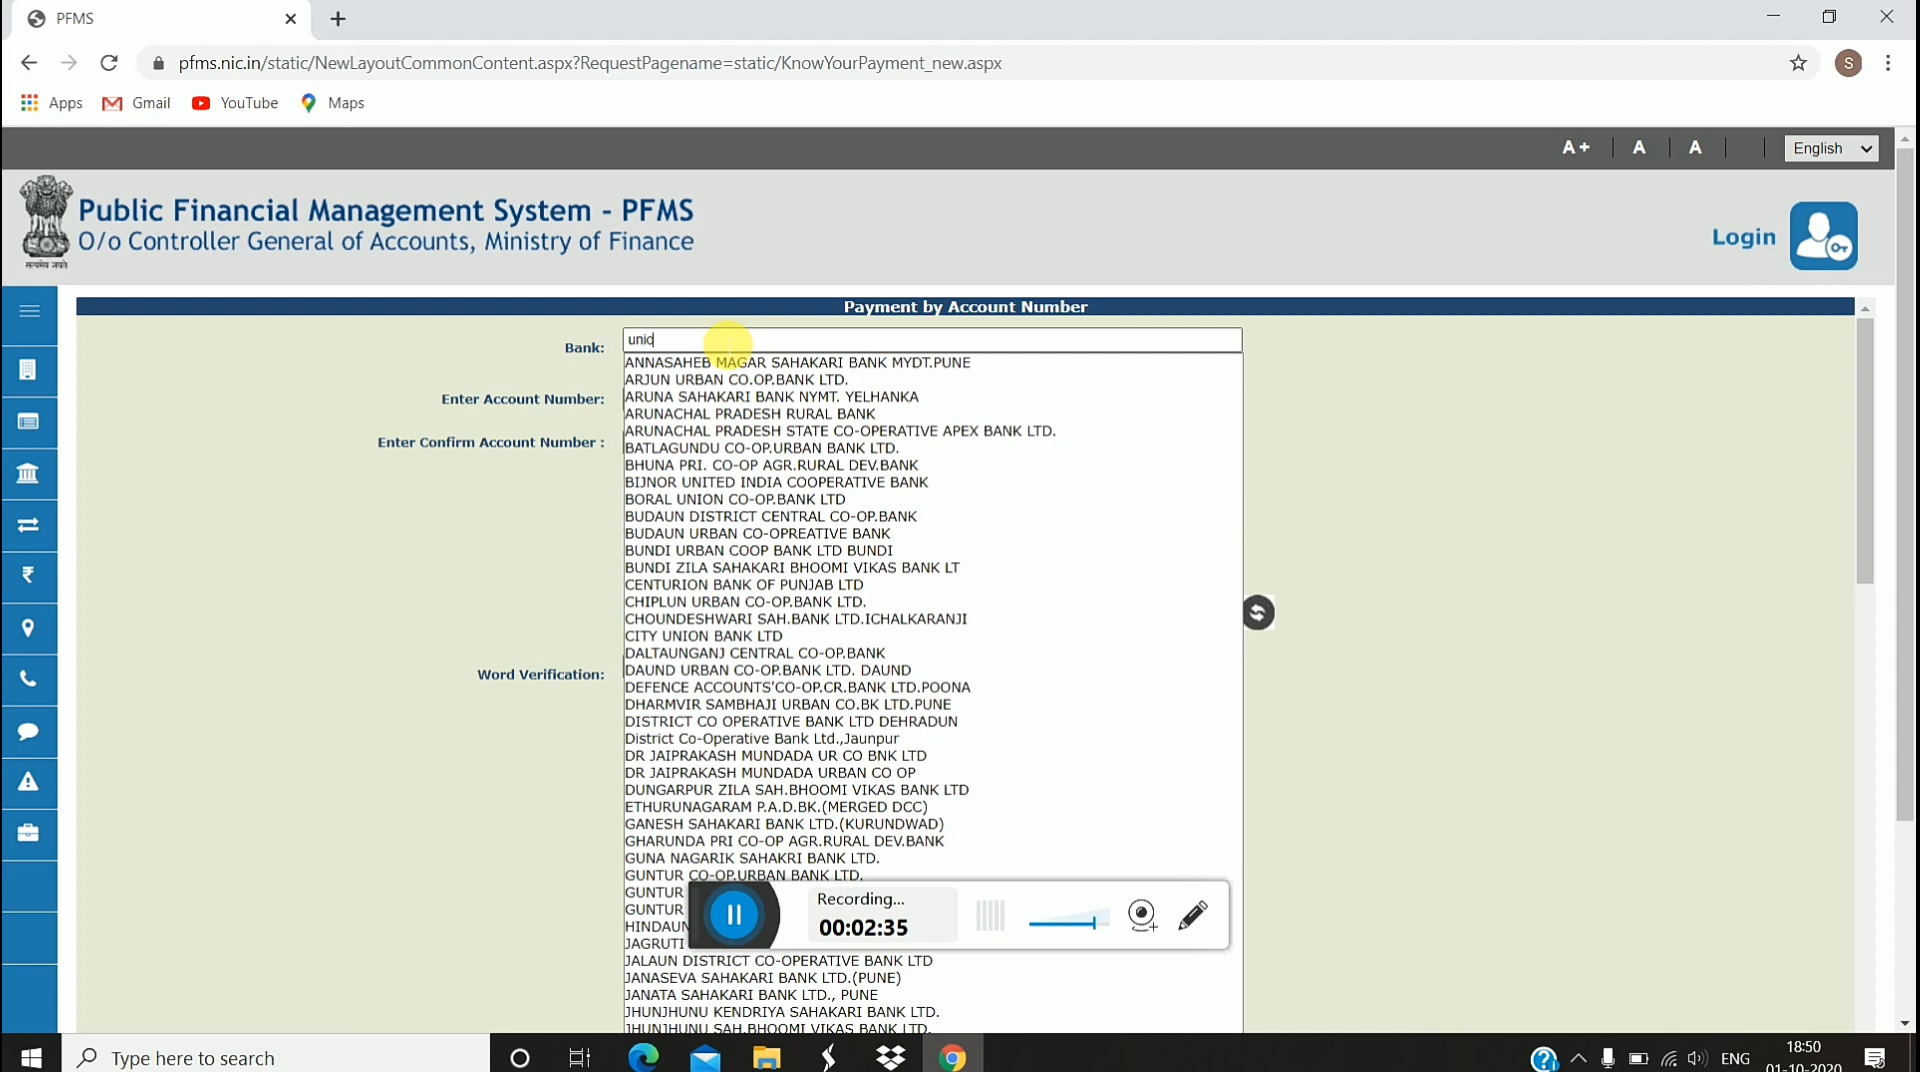 PFMS
pfms.nic.in/static/NewLayoutCommonContent.aspx?RequestPagename=static/KnowYourPayment_new.aspx
S
Apps
Gmail
YouTube
Maps
A+
A
A
English
Public Financial Management System - PFMS
O/o Controller General of Accounts, Ministry of Finance
सत्यमेव जयते
Login
Payment by Account Number
Bank:
unio
ANNASAHEB MAGAR SAHAKARI BANK MYDT.PUNE
ARJUN URBAN CO.OP.BANK LTD.
Enter Account Number:
ARUNA SAHAKARI BANK NYMT. YELHANKA
ARUNACHAL PRADESH RURAL BANK
ARUNACHAL PRADESH STATE CO-OPERATIVE APEX BANK LTD.
Enter Confirm Account Number :
BATLAGUNDU CO-OP.URBAN BANK LTD.
BHUNA PRI. CO-OP AGR.RURAL DEV.BANK
BIJNOR UNITED INDIA COOPERATIVE BANK
BORAL UNION CO-OP.BANK LTD
BUDAUN DISTRICT CENTRAL CO-OP.BANK
BUDAUN URBAN CO-OPREATIVE BANK
BUNDI URBAN COOP BANK LTD BUNDI
BUNDI ZILA SAHAKARI BHOOMI VIKAS BANK LT
CENTURION BANK OF PUNJAB LTD
CHIPLUN URBAN CO-OP.BANK LTD.
CHOUNDESHWARI SAH.BANK LTD.ICHALKARANJI
CITY UNION BANK LTD
DALTAUNGANJ CENTRAL CO-OP.BANK
Word Verification:
DAUND URBAN CO-OP.BANK LTD. DAUND
DEFENCE ACCOUNTS'CO-OP.CR.BANK LTD.POONA
DHARMVIR SAMBHAJI URBAN CO.BK LTD.PUNE
DISTRICT CO OPERATIVE BANK LTD DEHRADUN
District Co-Operative Bank Ltd.,Jaunpur
DR JAIPRAKASH MUNDADA UR CO BNK LTD
DR JAIPRAKASH MUNDADA URBAN CO OP
DUNGARPUR ZILA SAH.BHOOMI VIKAS BANK LTD
ETHURUNAGARAM P.A.D.BK.(MERGED DCC)
GANESH SAHAKARI BANK LTD.(KURUNDWAD)
GHARUNDA PRI CO-OP AGR.RURAL DEV.BANK
GUNA NAGARIK SAHAKRI BANK LTD.
GUNTUR CO-OP.URBAN BANK LTD.
GUNTUR
GUNTUR
HINDAUN
JAGRUTI
Recording...
00:02:35
JALAUN DISTRICT CO-OPERATIVE BANK LTD
JANASEVA SAHAKARI BANK LTD.(PUNE)
JANATA SAHAKARI BANK LTD., PUNE
JHUNJHUNU KENDRIYA SAHAKARI BANK LTD.
JHUNJHUNU SAH.BHOOMI VIKAS BANK LTD.
Type here to search
ENG
18:50
01-10-2020